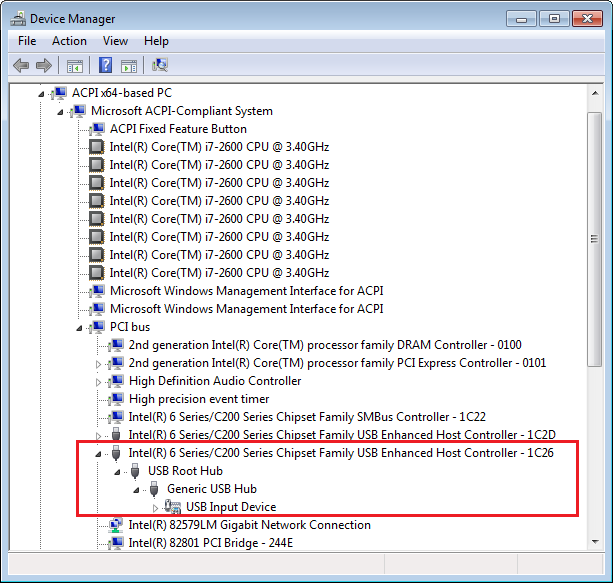 Device Manager
File Action View Help
ACPI x64-based PC
Microsoft ACPI-Compliant System
ACPI Fixed Feature Button
Intel(R) Core(TM) i7-2600 CPU @ 3.40GHz
Intel(R) Core(TM) i7-2600 CPU @ 3.40GHz
Intel(R) Core(TM) i7-2600 CPU @ 3.40GHz
Intel(R) Core(TM) i7-2600 CPU @ 3.40GHz
Intel(R) Core(TM) i7-2600 CPU @ 3.40GHz
Intel(R) Core(TM) i7-2600 CPU @ 3.40GHz
Intel(R) Core(TM) i7-2600 CPU @ 3.40GHz
Intel(R) Core(TM) i7-2600 CPU @ 3.40GHz
Microsoft Windows Management Interface for ACPI
Microsoft Windows Management Interface for ACPI
PCI bus
2nd generation Intel(R) Core(TM) processor family DRAM Controller - 0100
2nd generation Intel(R) Core(TM) processor family PCI Express Controller - 0101
High Definition Audio Controller
High precision event timer
Intel(R) 6 Series/C200 Series Chipset Family SMBus Controller - 1C22
Intel(R) 6 Series/C200 Series Chipset Family USB Enhanced Host Controller - 1C2D
Intel(R) 6 Series/C200 Series Chipset Family USB Enhanced Host Controller - 1C26
USB Root Hub
Generic USB Hub
USB Input Device
Intel(R) 82579LM Gigabit Network Connection
Intel(R) 82801 PCI Bridge - 244E